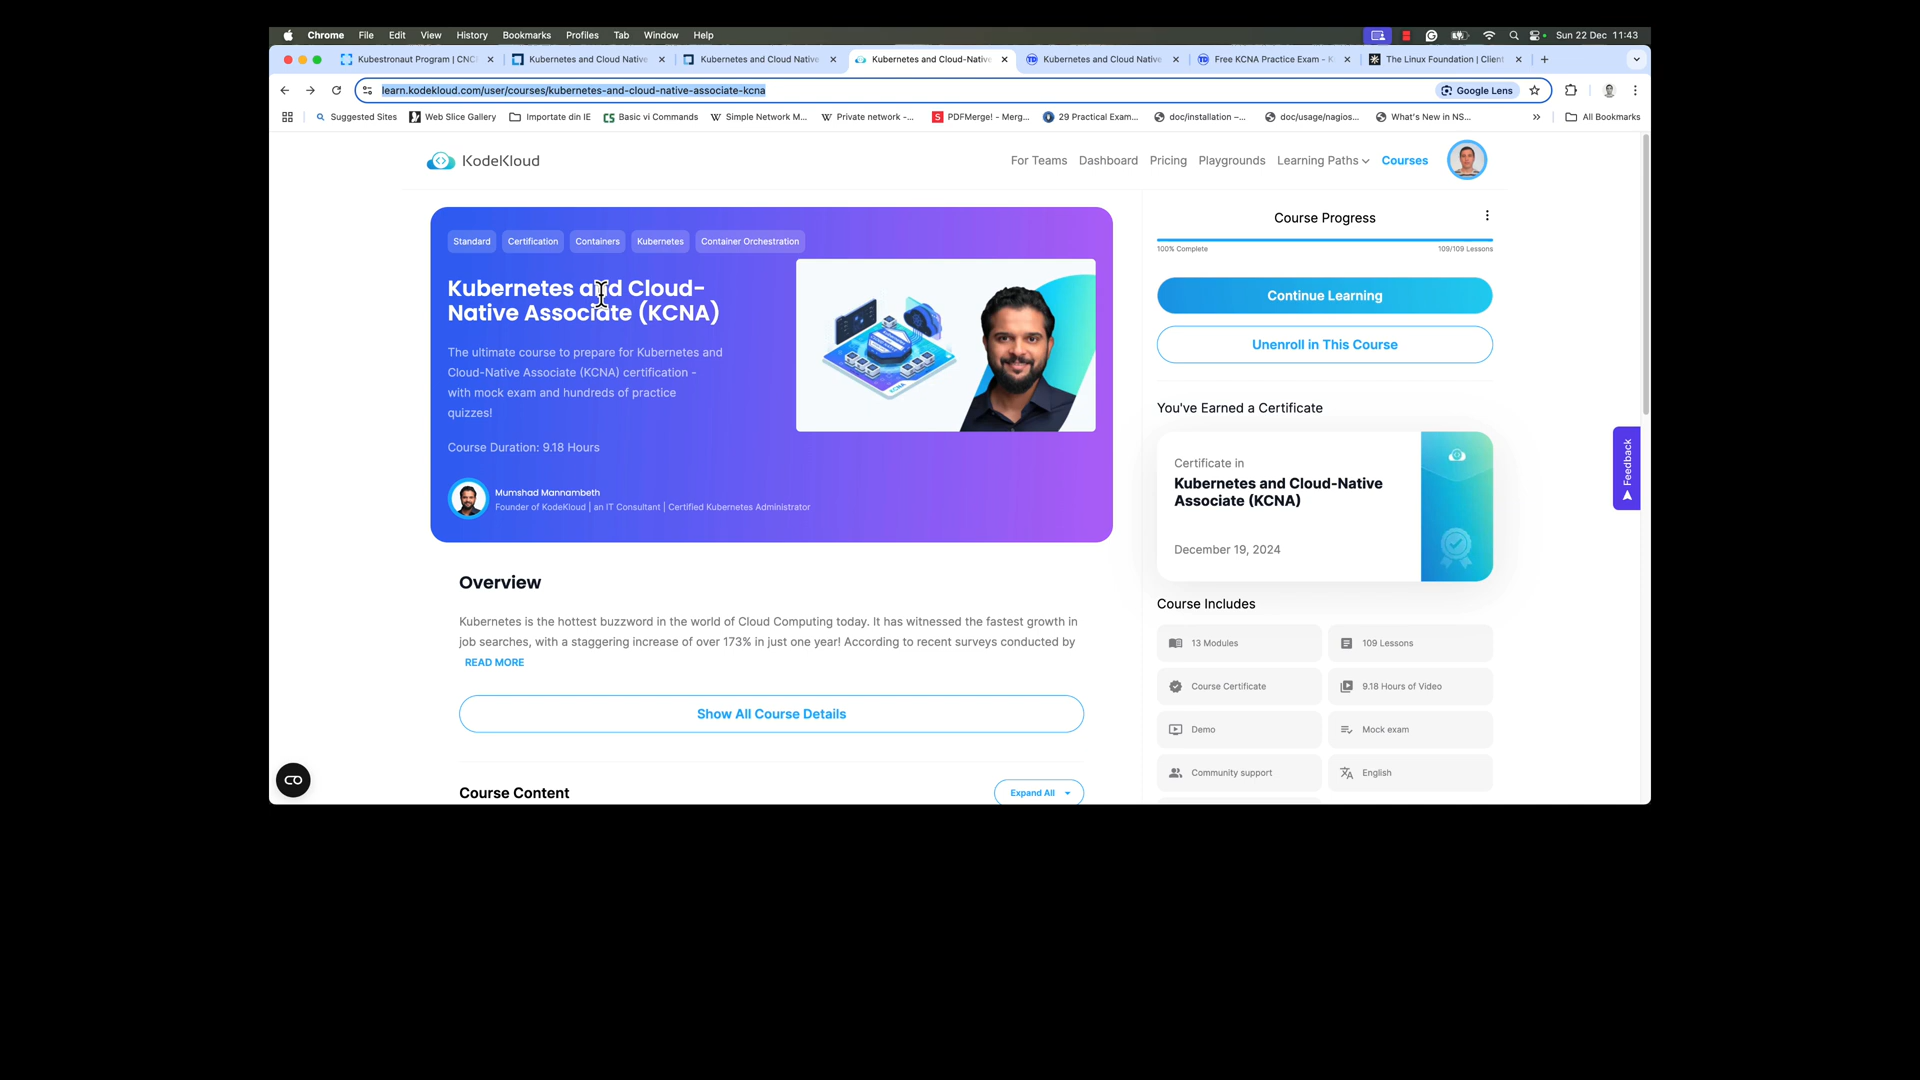 Chrome File Edit View History Bookmarks Profiles Tab Window Help Sun 22 Dec 11:43
Kubestronaut Program | CNC Kubernetes and Cloud Native Kubernetes and Cloud Native Kubernetes and Cloud-Native Kubernetes and Cloud Native Free KCNA Practice Exam - K The Linux Foundation | Client
learn.kodekloud.com/user/courses/kubernetes-and-cloud-native-associate-kcna Google Lens
Suggested Sites Web Slice Gallery Importate din IE Basic vi Commands Simple Network M... Private network -... PDFMerge! - Merg... 29 Practical Exam... doc/installation –... doc/usage/nagios... What's New in NS... » All Bookmarks
KodeKloud For Teams Dashboard Pricing Playgrounds Learning Paths Courses
Standard Certification Containers Kubernetes Container Orchestration
Kubernetes and Cloud-
Native Associate (KCNA)
The ultimate course to prepare for Kubernetes and
Cloud-Native Associate (KCNA) certification -
with mock exam and hundreds of practice
quizzes!
Course Duration: 9.18 Hours
Mumshad Mannambeth
Founder of KodeKloud | an IT Consultant | Certified Kubernetes Administrator
KCNA
Overview
Kubernetes is the hottest buzzword in the world of Cloud Computing today. It has witnessed the fastest growth in
job searches, with a staggering increase of over 173% in just one year! According to recent surveys conducted by
READ MORE
Show All Course Details
Course Content Expand All
Course Progress
100% Complete 109/109 Lessons
Continue Learning
Unenroll in This Course
You've Earned a Certificate
Certificate in
Kubernetes and Cloud-Native
Associate (KCNA)
December 19, 2024
Course Includes
13 Modules 109 Lessons
Course Certificate 9.18 Hours of Video
Demo Mock exam
Community support English
Feedback